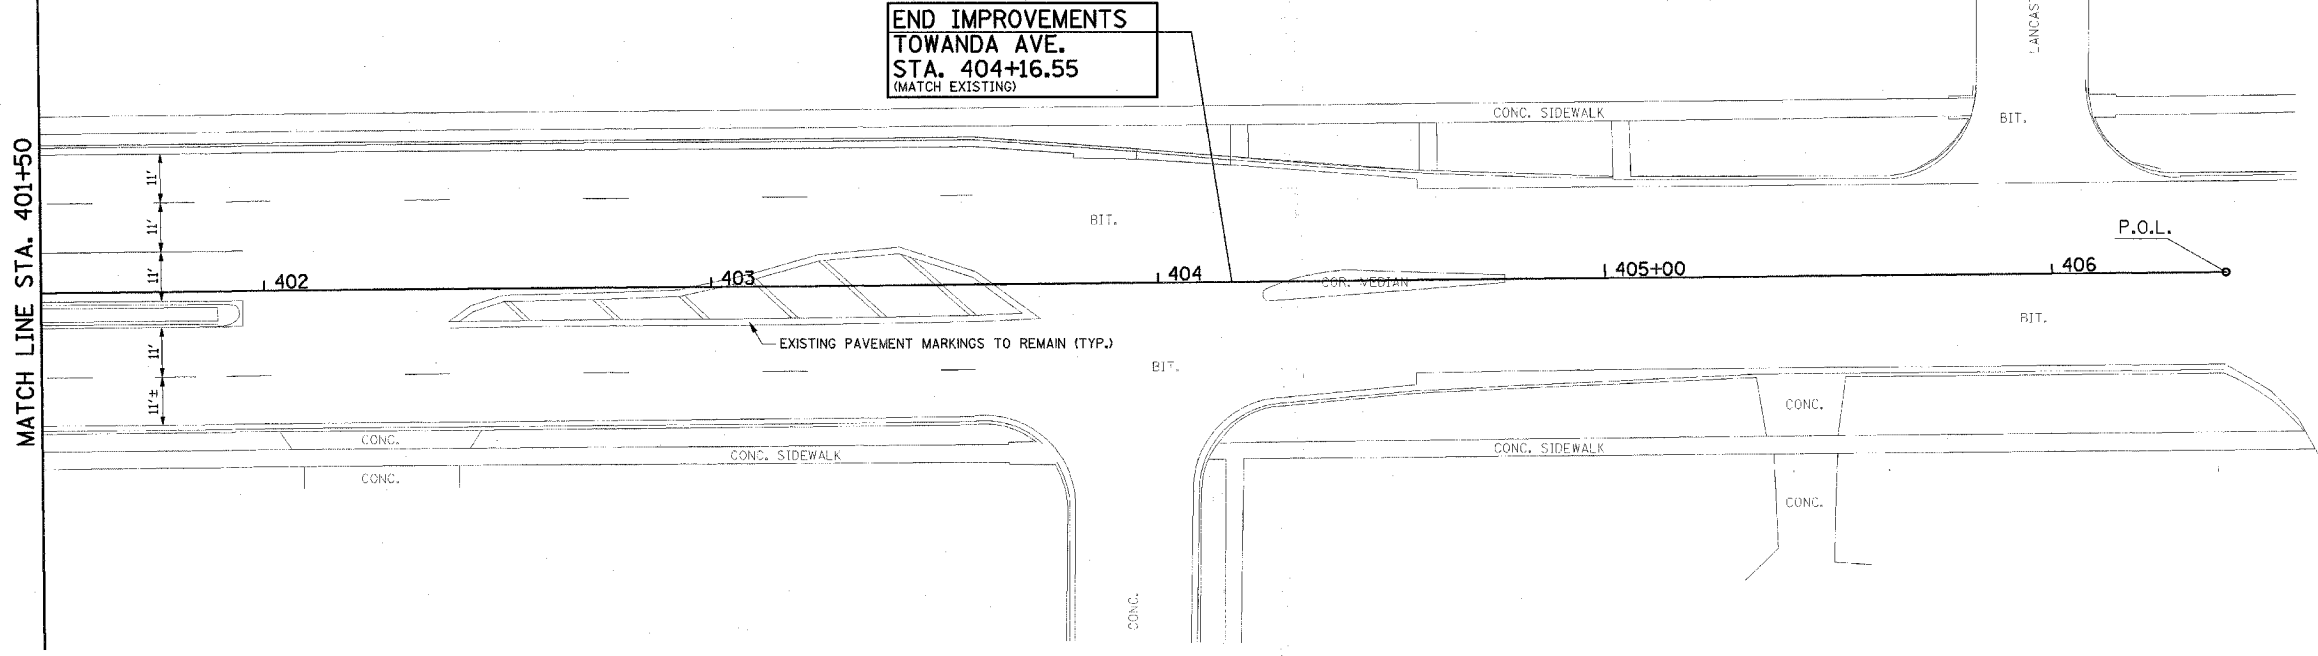 END IMPROVEMENTS
TOWANDA AVE.
STA. 404+16.55
(MATCH EXISTING)
CONC. SIDEWALK
BIT.
MATCH LINE STA. 401+50
11'
11'
11'
11'
11'±
BIT.
P.O.L.
402
403
404
405+00
406
COR. MEDIAN
BIT.
EXISTING PAVEMENT MARKINGS TO REMAIN (TYP.)
BIT.
CONC.
CONC.
CONC. SIDEWALK
CONC. SIDEWALK
CONC.
CONC.
CONC.